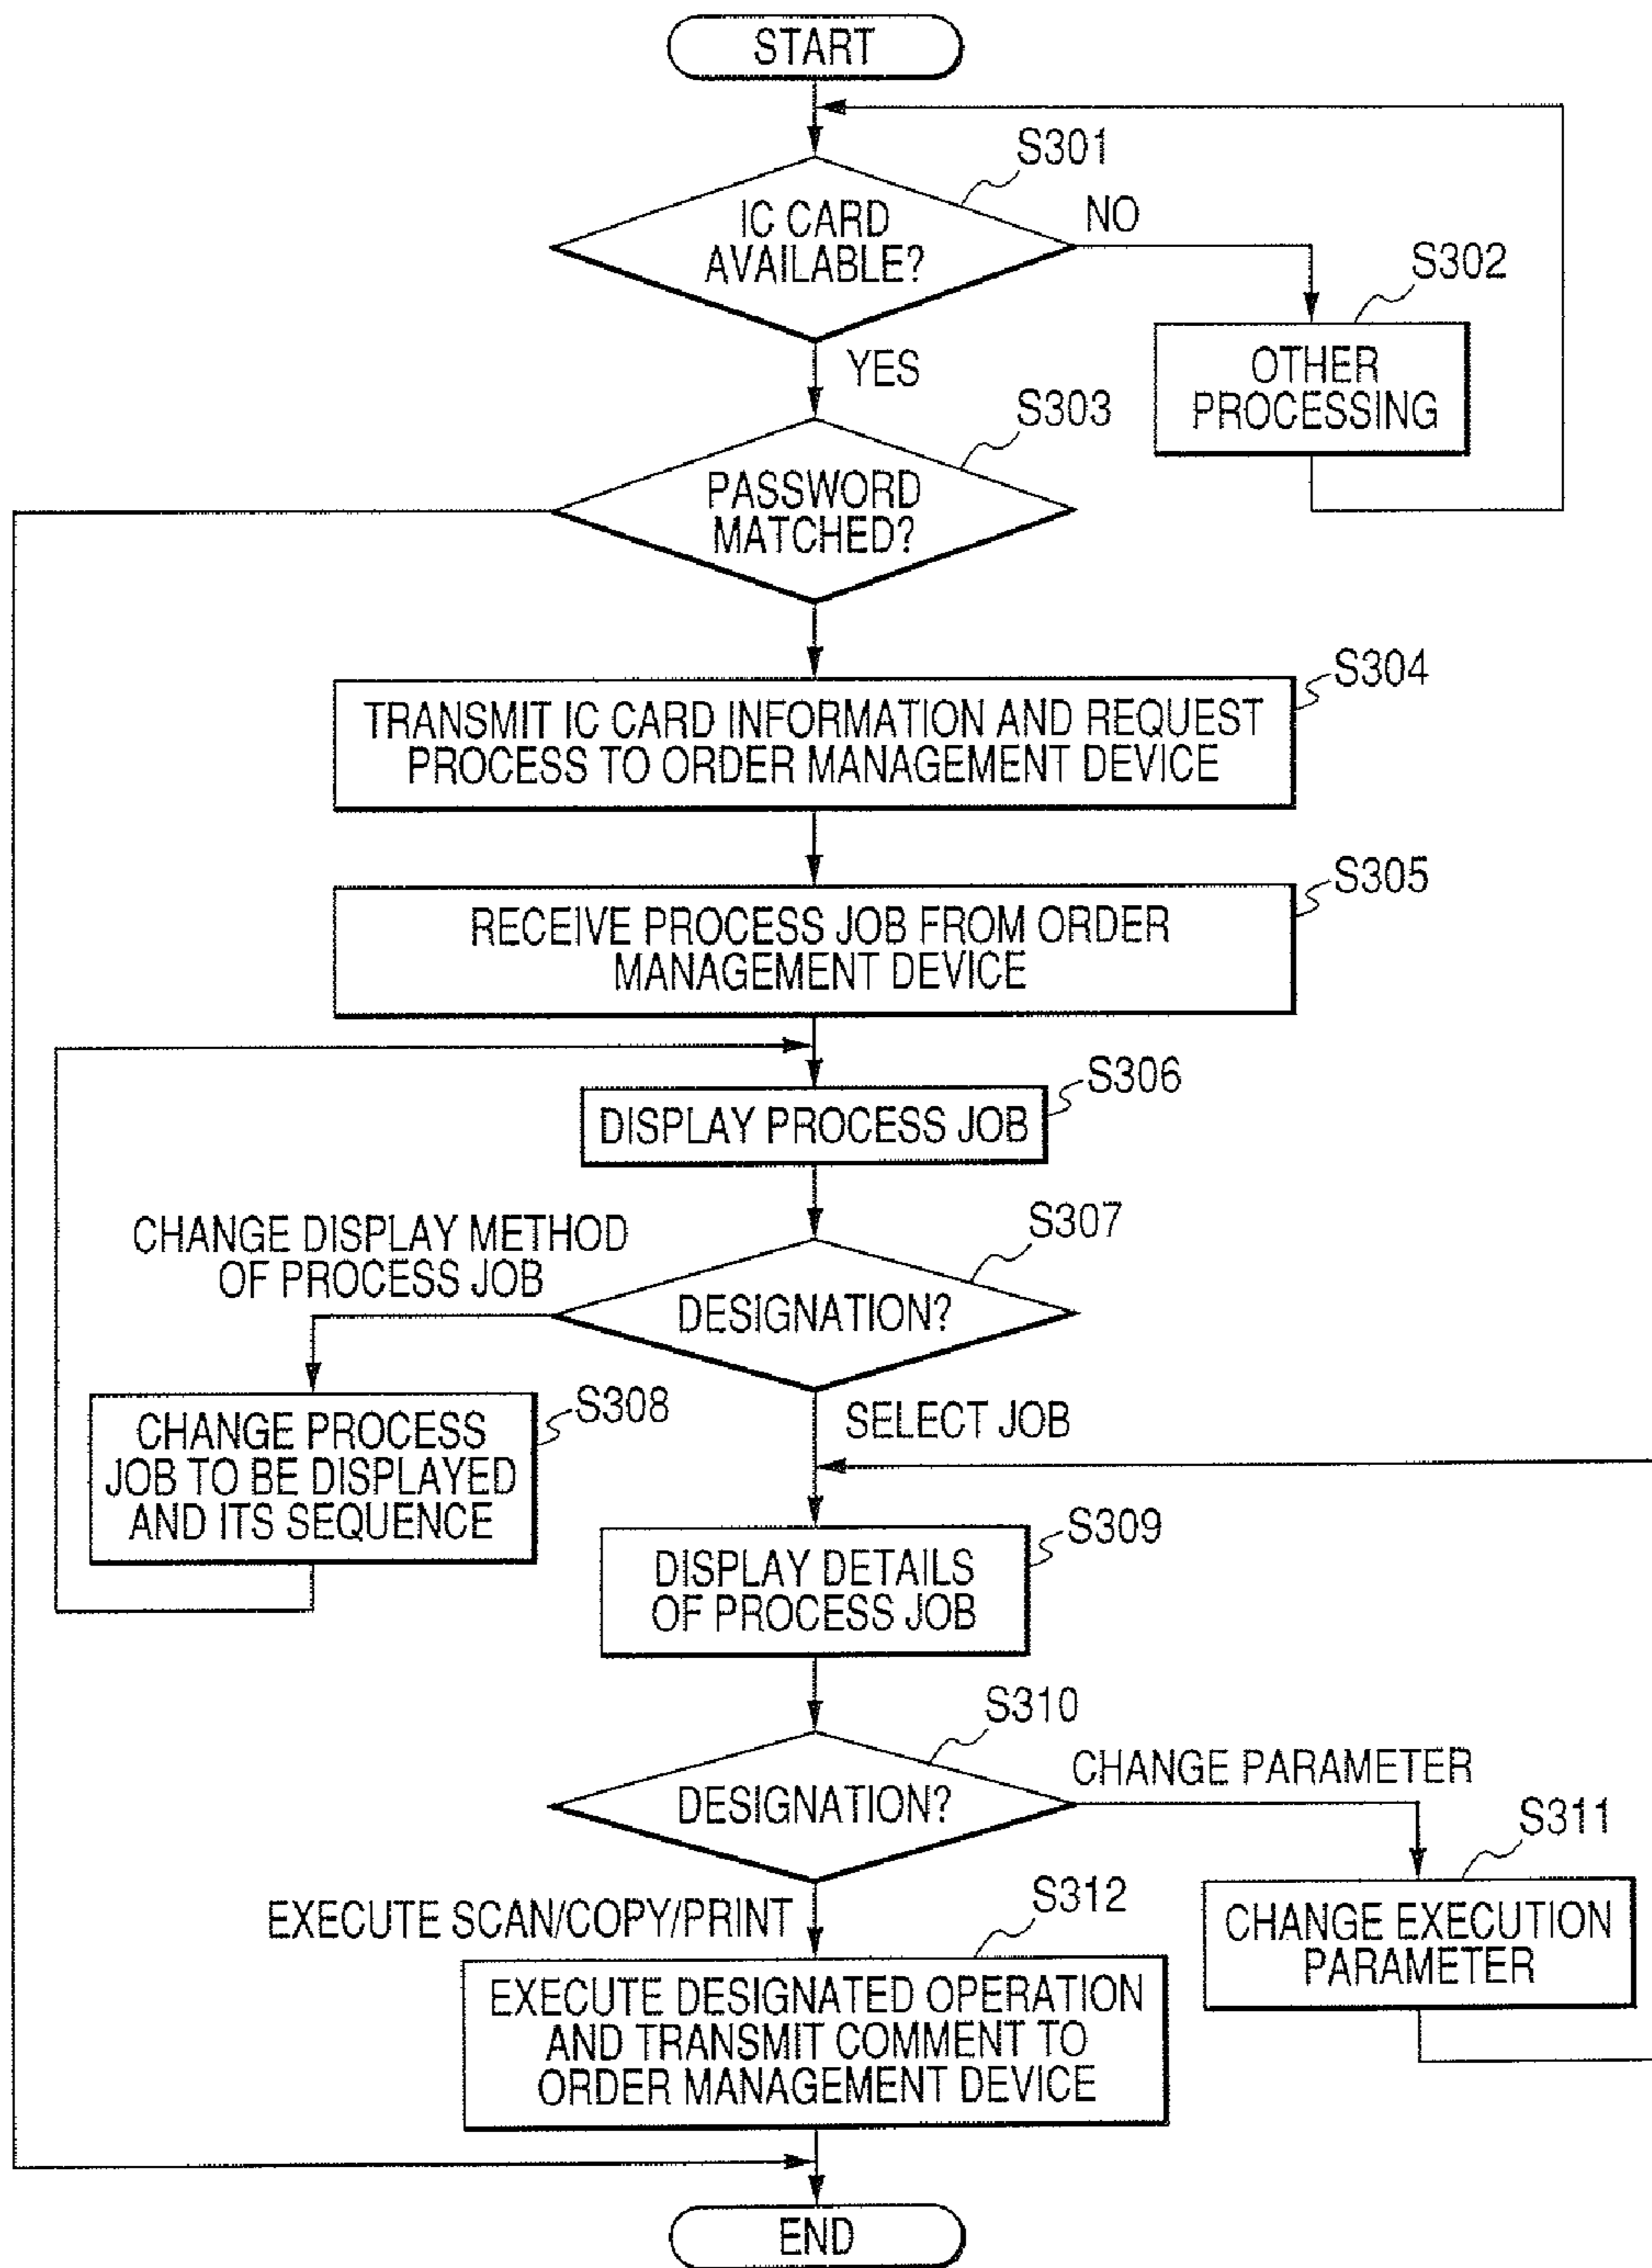 START
S301
IC CARD
AVAILABLE?
NO
S302
OTHER
PROCESSING
YES
S303
PASSWORD
MATCHED?
S304
TRANSMIT IC CARD INFORMATION AND REQUEST
PROCESS TO ORDER MANAGEMENT DEVICE
S305
RECEIVE PROCESS JOB FROM ORDER
MANAGEMENT DEVICE
S306
DISPLAY PROCESS JOB
S307
CHANGE DISPLAY METHOD
OF PROCESS JOB
DESIGNATION?
S308
CHANGE PROCESS
JOB TO BE DISPLAYED
AND ITS SEQUENCE
SELECT JOB
S309
DISPLAY DETAILS
OF PROCESS JOB
S310
DESIGNATION?
CHANGE PARAMETER
S311
CHANGE EXECUTION
PARAMETER
EXECUTE SCAN/COPY/PRINT
S312
EXECUTE DESIGNATED OPERATION
AND TRANSMIT COMMENT TO
ORDER MANAGEMENT DEVICE
END